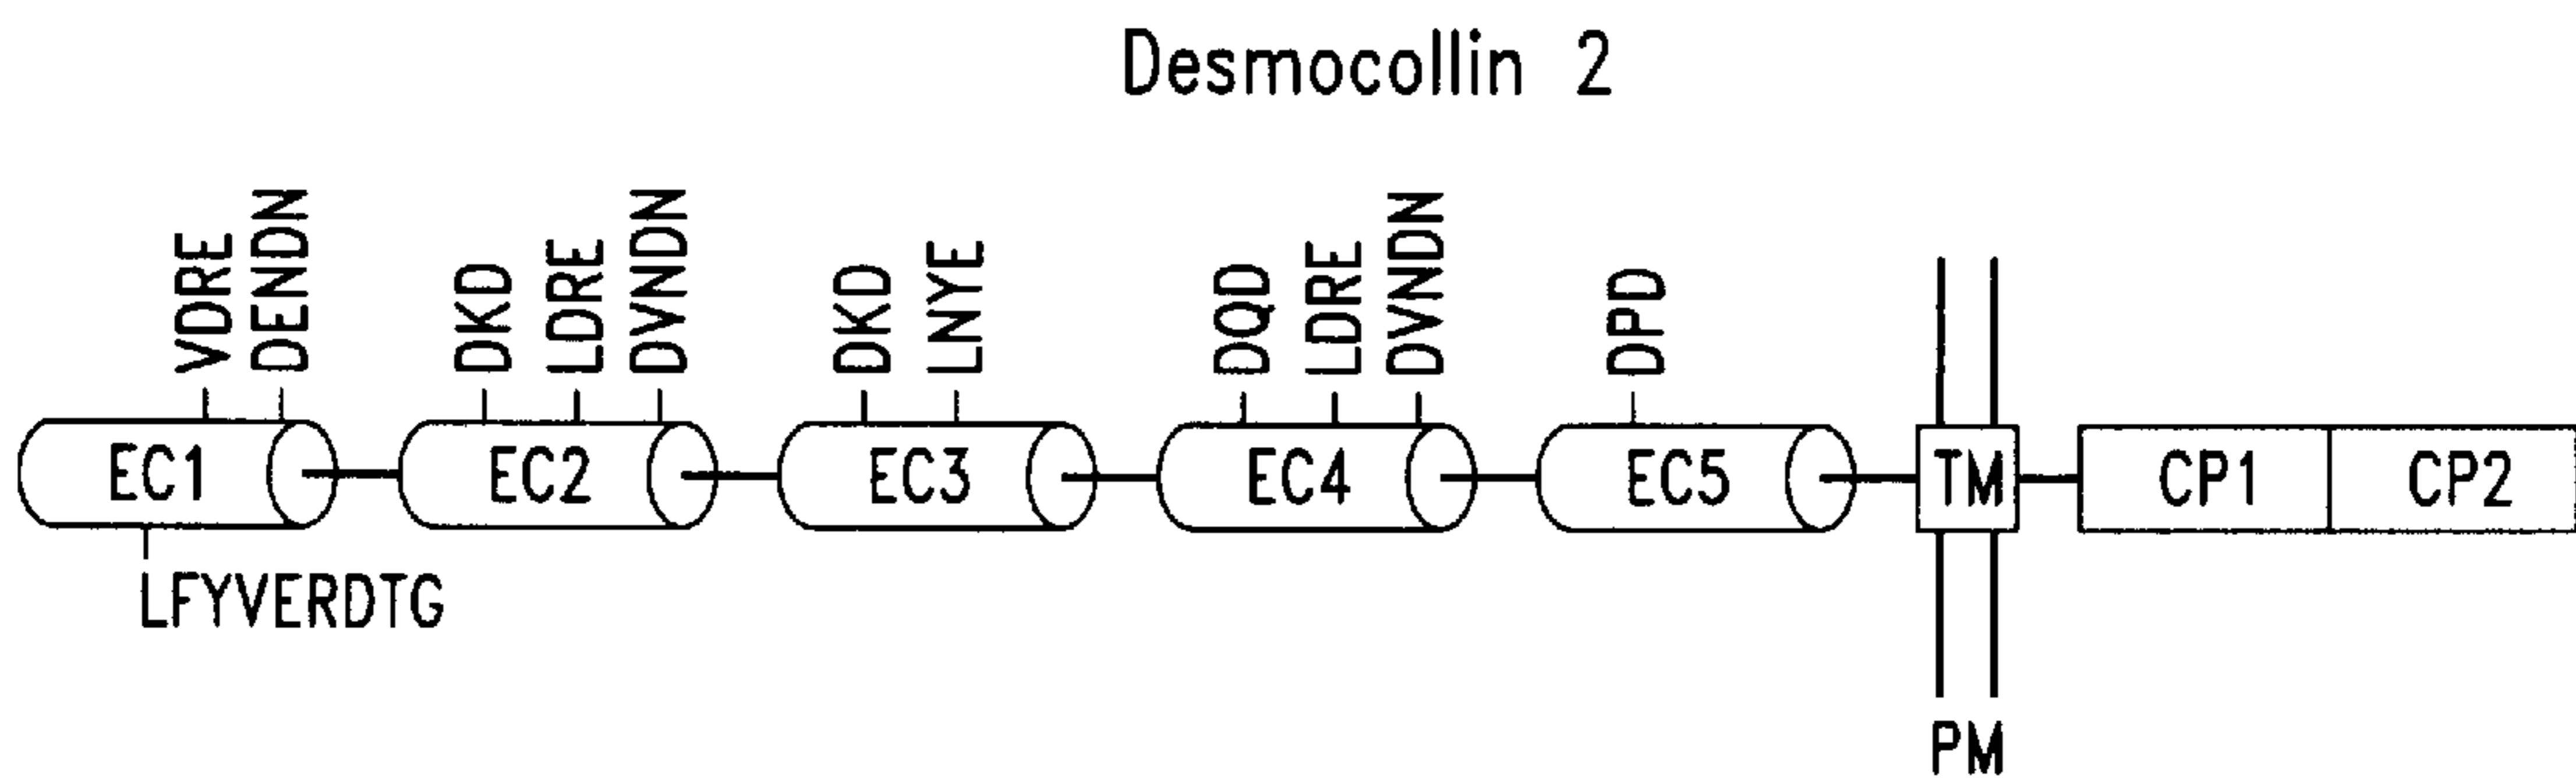 Desmocollin 2
VDRE
DENDN
DKD
LDRE
DVNDN
DKD
LNYE
DQD
LDRE
DVNDN
DPD
EC1
EC2
EC3
EC4
EC5
TM
CP1
CP2
LFYVERDTG
PM